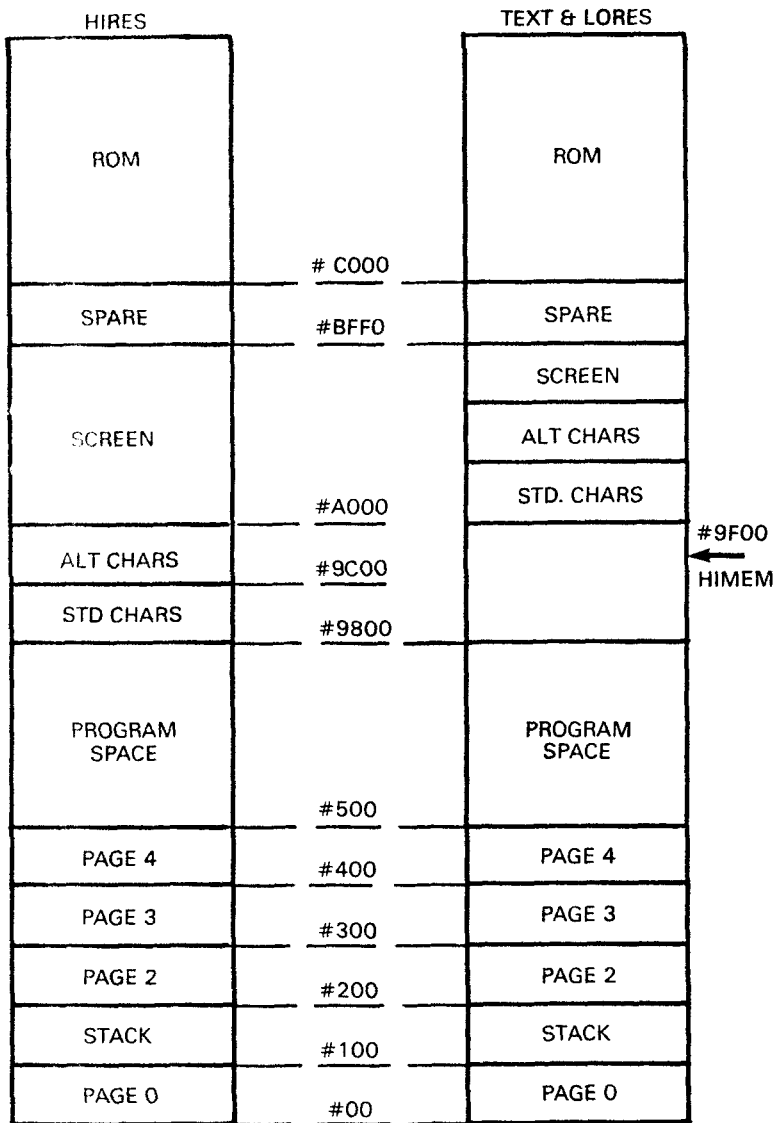 HIRES
TEXT & LORES
ROM
ROM
# C000
SPARE
#BFF0
SPARE
SCREEN
SCREEN
ALT CHARS
STD. CHARS
#A000
#9F00
HIMEM
ALT CHARS
#9C00
STD CHARS
#9800
PROGRAM
SPACE
PROGRAM
SPACE
#500
PAGE 4
PAGE 4
#400
PAGE 3
PAGE 3
#300
PAGE 2
PAGE 2
#200
STACK
STACK
#100
PAGE 0
PAGE 0
#00